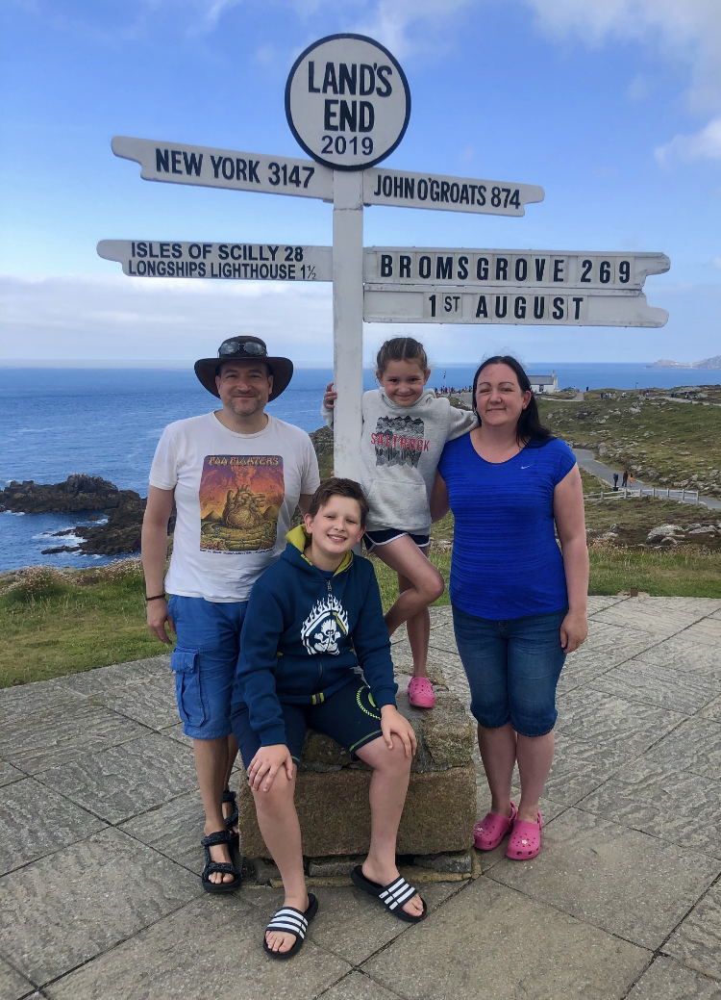 LAND'S
END
2019
NEW YORK 3147
JOHN O'GROATS 874
ISLES OF SCILLY 28
LONGSHIPS LIGHTHOUSE 1½
BROMSGROVE 269
1ST AUGUST
FOO FIGHTERS
SALTROCK